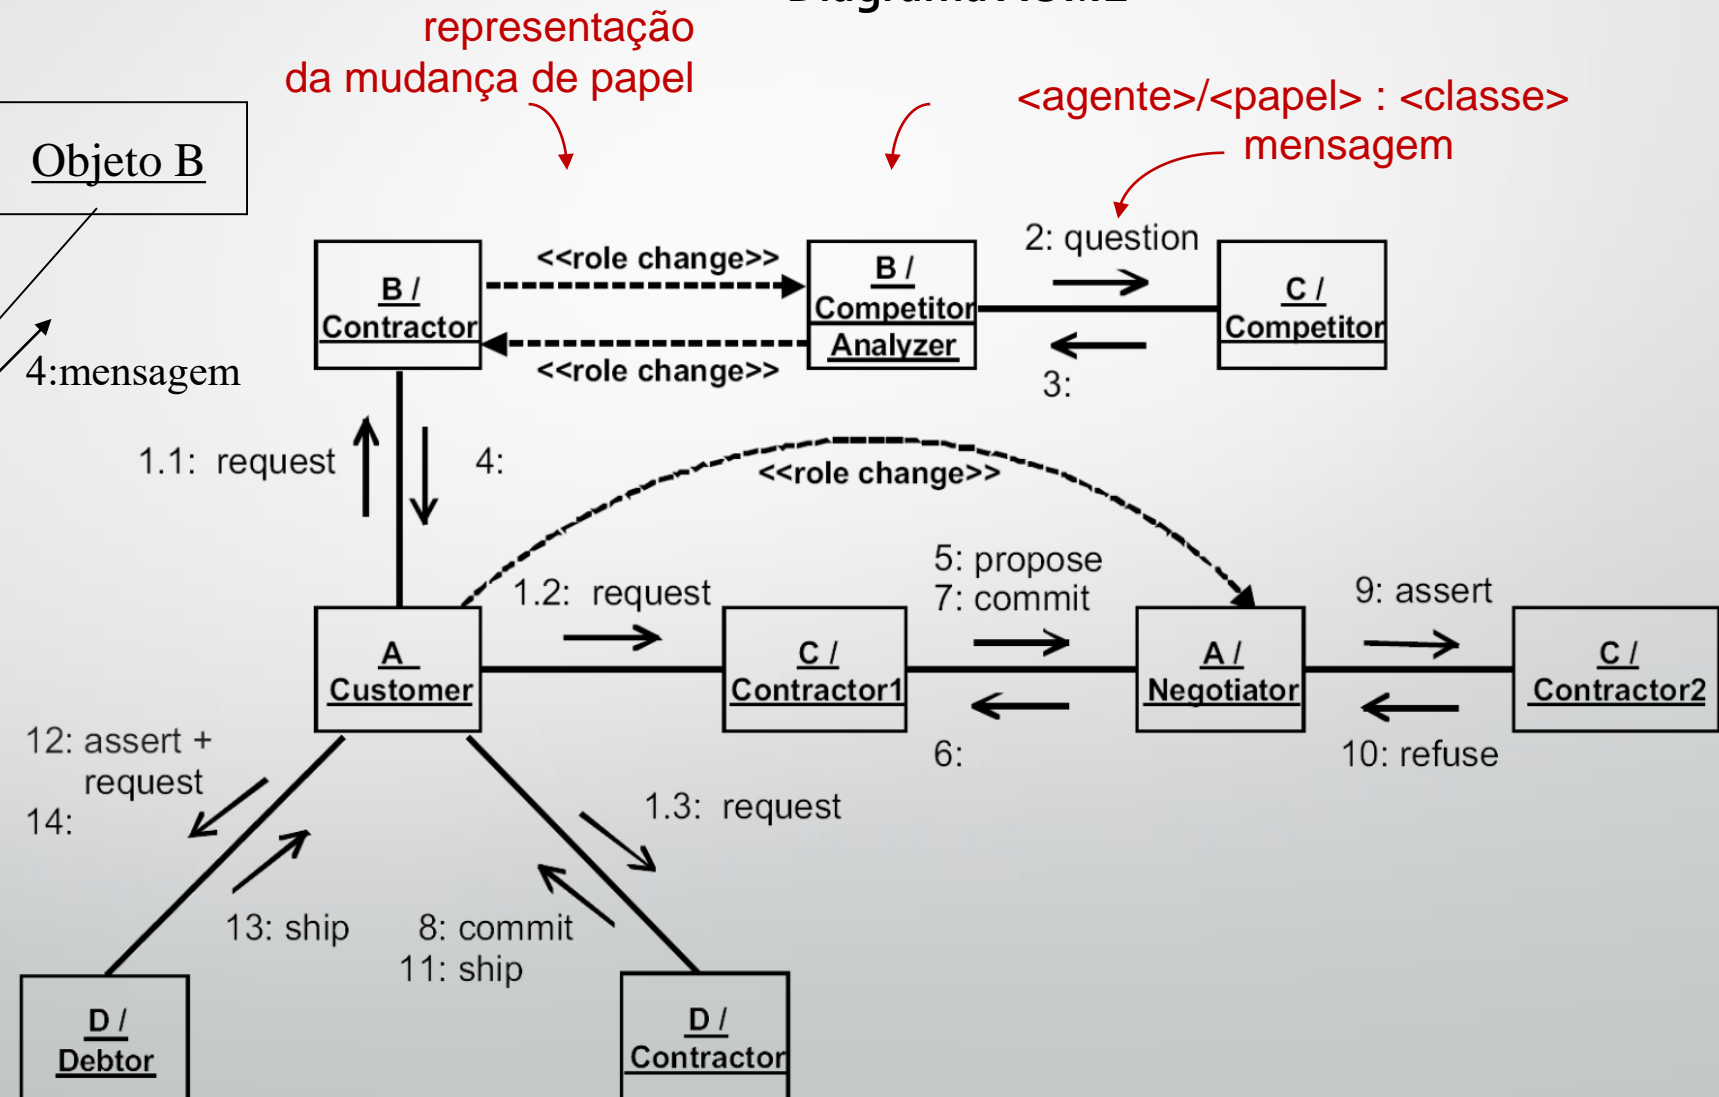 representação
da mudança de papel
<agente>/<papel> : <classe>
mensagem
Objeto B
4:mensagem
B /
Contractor
<<role change>>
<<role change>>
B /
Competitor
Analyzer
2: question
3:
C /
Competitor
1.1: request
4:
<<role change>>
A
Customer
1.2: request
C /
Contractor1
5: propose
7: commit
6:
A /
Negotiator
9: assert
10: refuse
C /
Contractor2
12: assert +
request
14:
13: ship
1.3: request
8: commit
11: ship
D /
Debtor
D /
Contractor